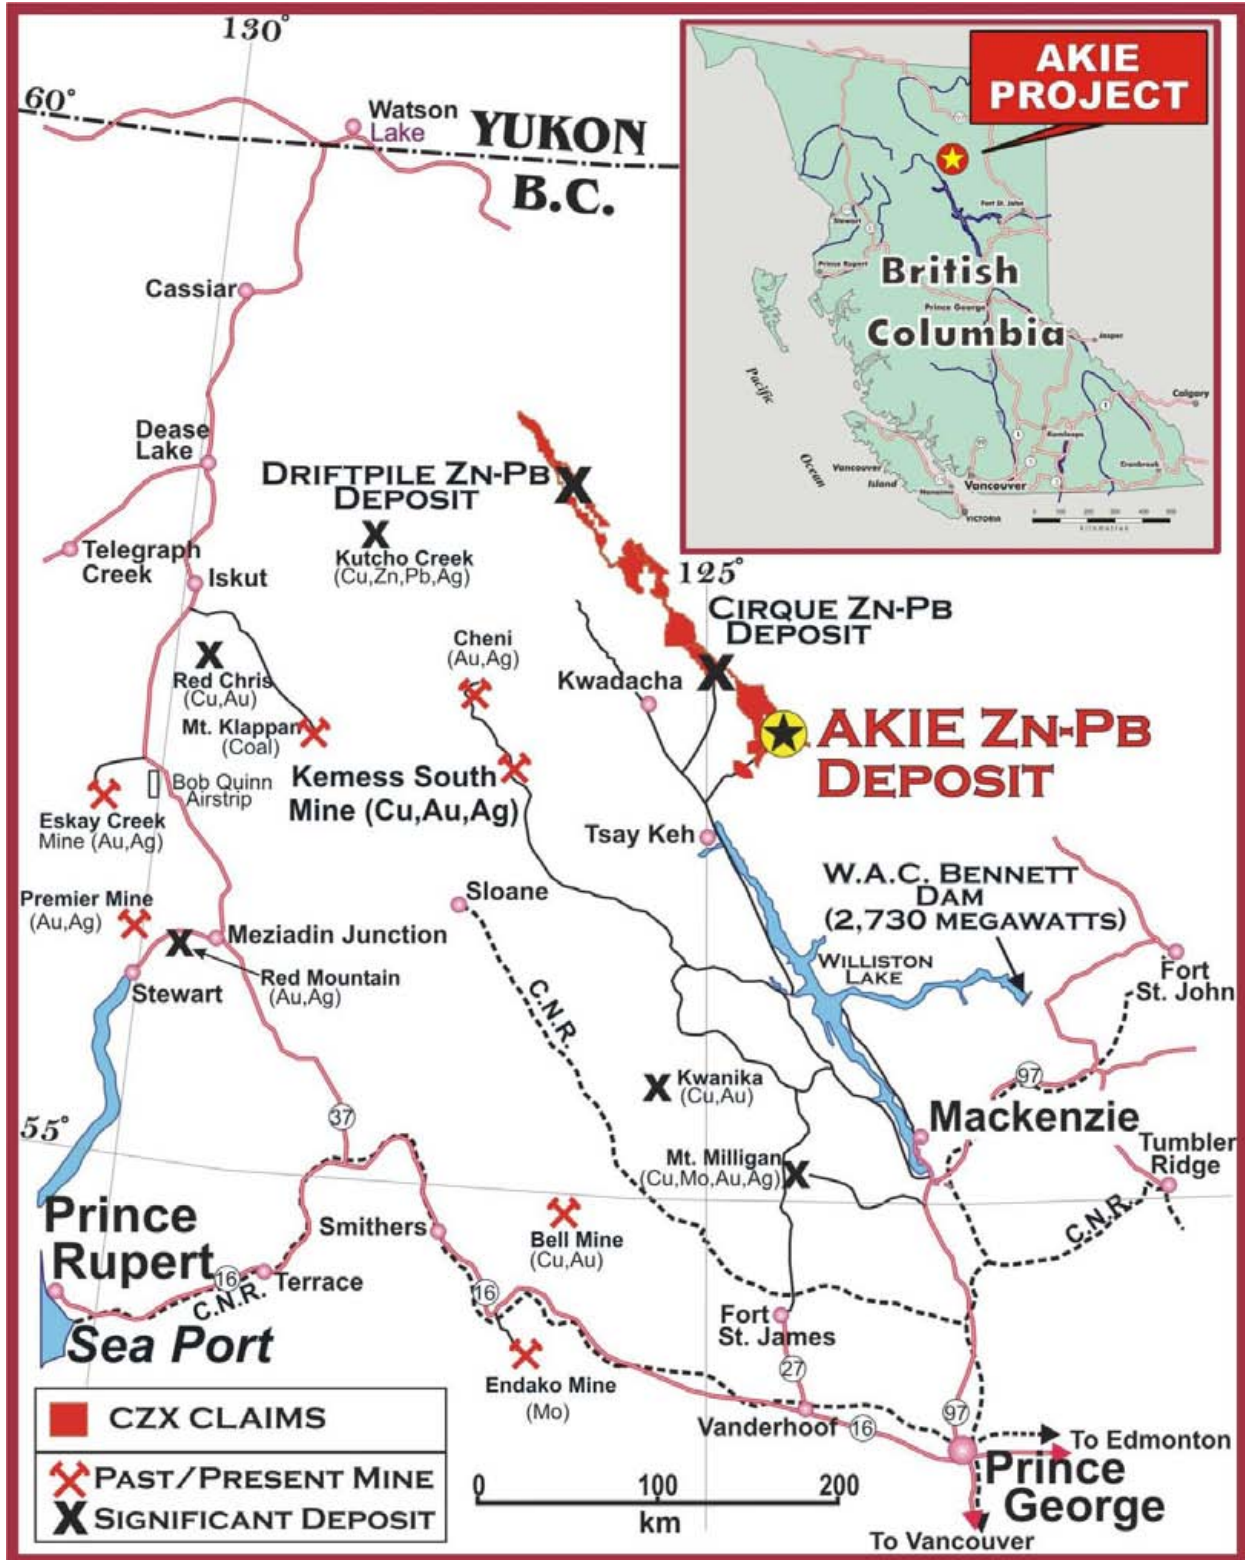 130°
60°
Watson
Lake
YUKON
B.C.
AKIE
PROJECT
Fort St. John
Stewart
Prince Rupert
British
Prince George
Columbia
Jasper
Pacific
Ocean
Calgary
Kamloops
Cranbrook
Vancouver
Island
Nanaimo
Vancouver
VICTORIA
kilometres
Cassiar
Dease
Lake
DRIFTPILE ZN-PB
DEPOSIT
Kutcho Creek
(Cu,Zn,Pb,Ag)
Telegraph
Creek
Iskut
125°
CIRQUE ZN-PB
DEPOSIT
Cheni
(Au,Ag)
Kwadacha
Red Chris
(Cu,Au)
Mt. Klappan
(Coal)
AKIE ZN-PB
DEPOSIT
Kemess South
Mine (Cu,Au,Ag)
Bob Quinn
Airstrip
Eskay Creek
Mine (Au,Ag)
Tsay Keh
W.A.C. BENNETT
DAM
(2,730 MEGAWATTS)
Sloane
Premier Mine
(Au,Ag)
Meziadin Junction
Red Mountain
(Au,Ag)
Stewart
C.N.R.
WILLISTON
LAKE
Fort
St. John
Kwanika
(Cu,Au)
97
37
Mackenzie
55°
Tumbler
Ridge
Mt. Milligan
(Cu,Mo,Au,Ag)
C.N.R.
Prince
Rupert
Smithers
Bell Mine
(Cu,Au)
16
Terrace
C.N.R.
16
Sea Port
Fort
St. James
27
Endako Mine
(Mo)
Vanderhoof
16
97
To Edmonton
Prince
George
To Vancouver
CZX CLAIMS
PAST/PRESENT MINE
SIGNIFICANT DEPOSIT
0 100 200
km